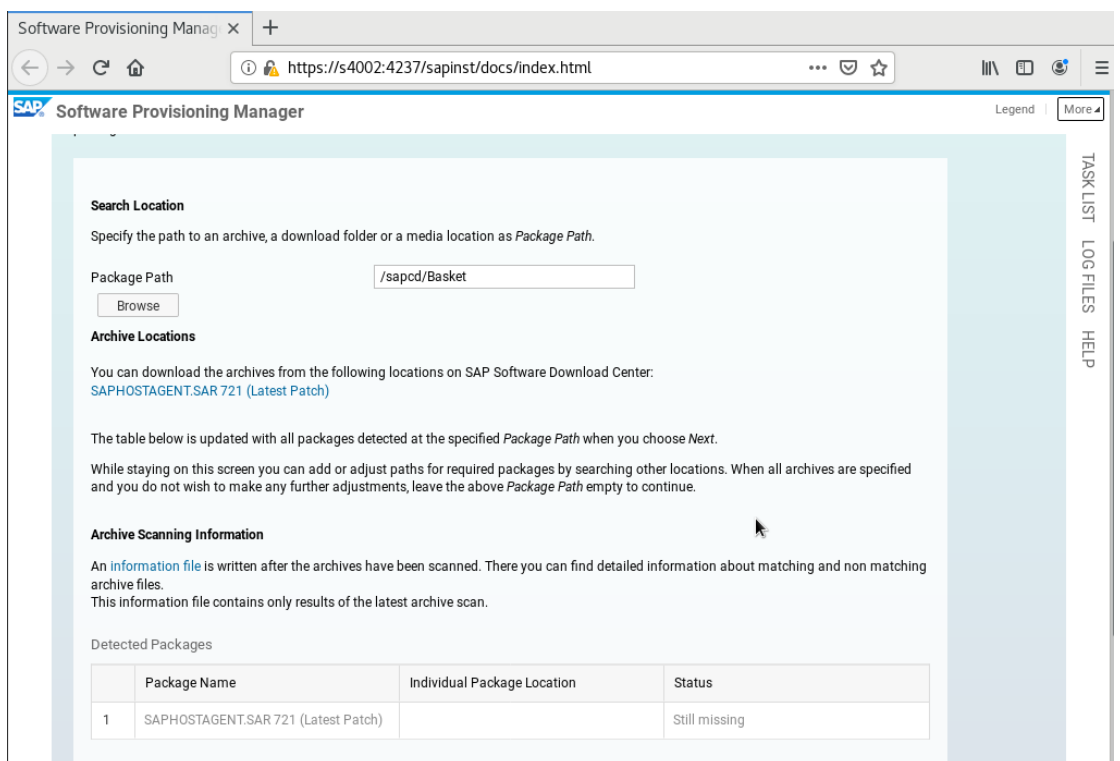 Software Provisioning Manag
https://s4002:4237/sapinst/docs/index.html
SAP Software Provisioning Manager
Legend
More
TASK LIST
LOG FILES
HELP
Search Location
Specify the path to an archive, a download folder or a media location as Package Path.
Package Path
/sapcd/Basket
Browse
Archive Locations
You can download the archives from the following locations on SAP Software Download Center:
SAPHOSTAGENT.SAR 721 (Latest Patch)
The table below is updated with all packages detected at the specified Package Path when you choose Next.
While staying on this screen you can add or adjust paths for required packages by searching other locations. When all archives are specified
and you do not wish to make any further adjustments, leave the above Package Path empty to continue.
Archive Scanning Information
An information file is written after the archives have been scanned. There you can find detailed information about matching and non matching
archive files.
This information file contains only results of the latest archive scan.
Detected Packages
Package Name Individual Package Location Status
1 SAPHOSTAGENT.SAR 721 (Latest Patch) Still missing